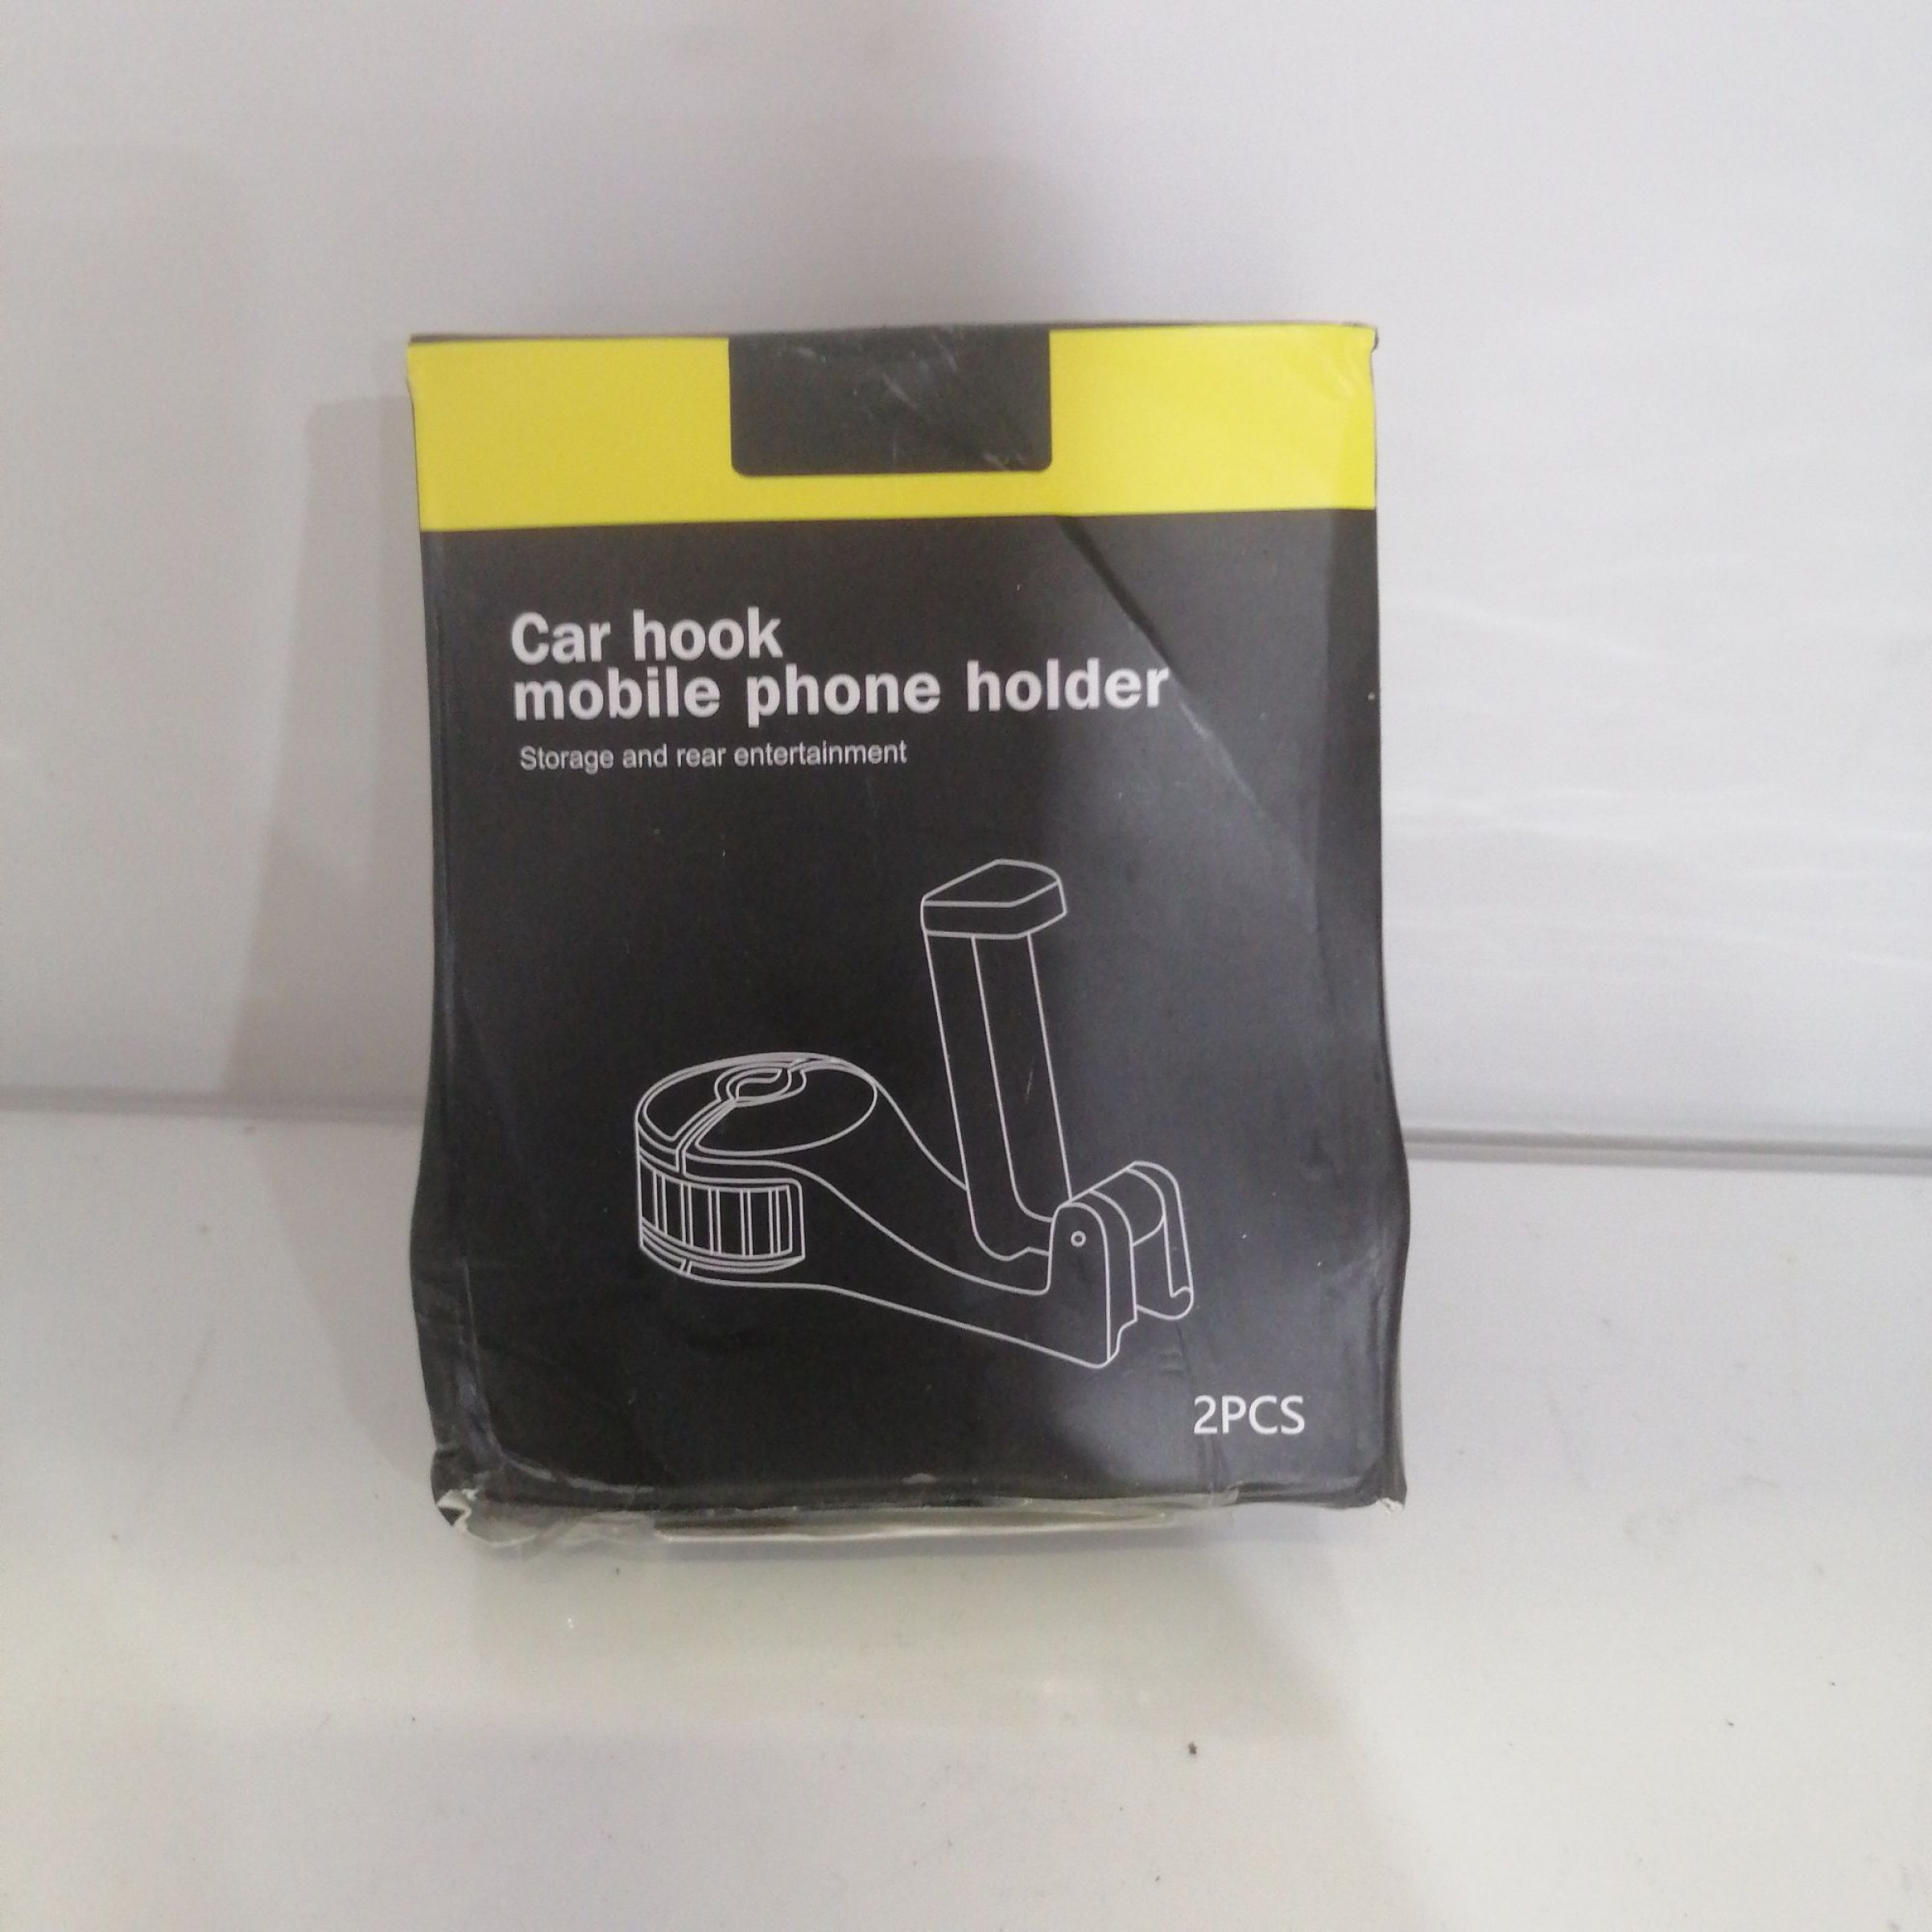 Car hook
mobile phone holder
Storage and rear entertainment
2PCS